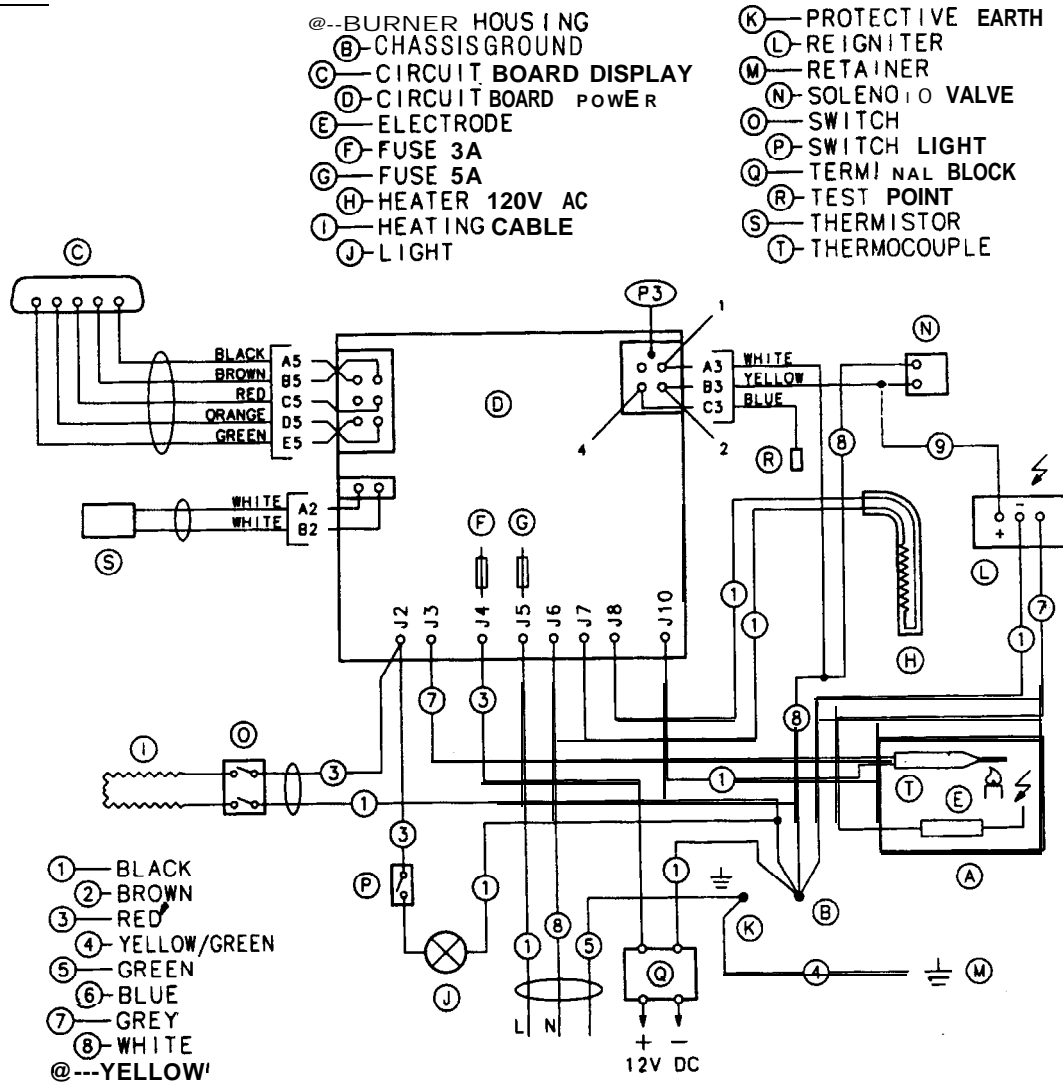 @--BURNER HOUSING
B CHASSIS GROUND
C CIRCUIT BOARD DISPLAY
D CIRCUIT BOARD POWER
E ELECTRODE
F FUSE 3A
G FUSE 5A
H HEATER 120V AC
I HEATING CABLE
J LIGHT
K PROTECTIVE EARTH
L REIGNITER
M RETAINER
N SOLENOIO VALVE
O SWITCH
P SWITCH LIGHT
Q TERMINAL BLOCK
R TEST POINT
S THERMISTOR
T THERMOCOUPLE
C
P3
1
N
BLACK A5
BROWN B5
RED C5
ORANGE D5
GREEN E5
D
A3 WHITE
B3 YELLOW
C3 BLUE
4
2
R
8
9
WHITE A2
WHITE B2
S
F
G
+
-
L
J2
J3
J4
J5
J6
J7
J8
J10
1
1
H
1
7
7
3
8
I
O
3
1
1
T
E
A
3
P
1
J
1
8
5
1
K
B
Q
4
M
L N
+ -
12V DC
1 BLACK
2 BROWN
3 RED
4 YELLOW/GREEN
5 GREEN
6 BLUE
7 GREY
8 WHITE
@---YELLOW'